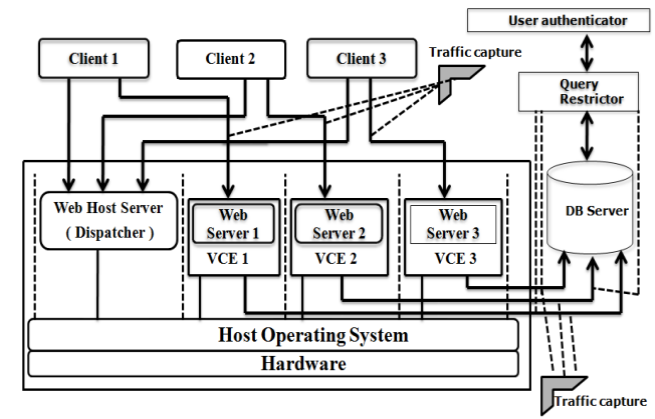 User authenticator
Client 1
Client 2
Client 3
Traffic capture
Query
Restrictor
Web Host Server
( Dispatcher )
Web
Server 1
VCE 1
Web
Server 2
VCE 2
Web
Server 3
VCE 3
DB Server
Host Operating System
Hardware
Traffic capture